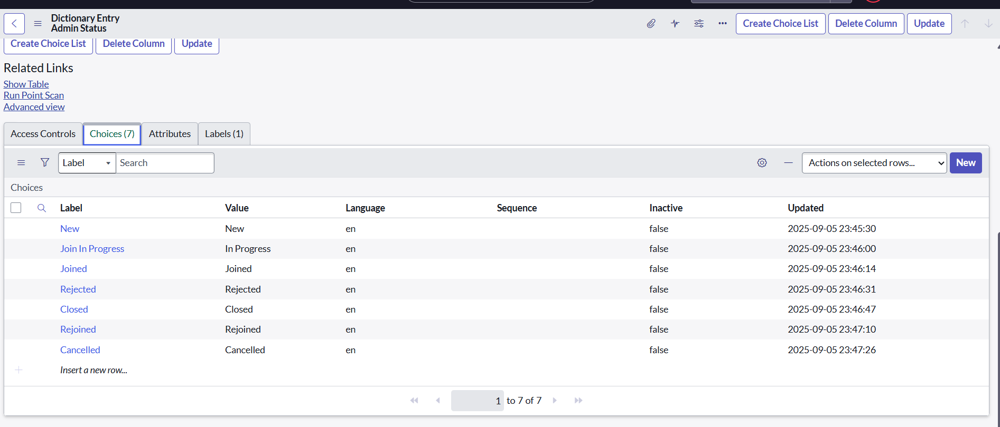 Dictionary Entry
Admin Status
Create Choice List Delete Column Update
Create Choice List Delete Column Update
Related Links
Show Table
Run Point Scan
Advanced view
Access Controls Choices (7) Attributes Labels (1)
Label Search Actions on selected rows... New
Choices
Label Value Language Sequence Inactive Updated
New New en false 2025-09-05 23:45:30
Join In Progress In Progress en false 2025-09-05 23:46:00
Joined Joined en false 2025-09-05 23:46:14
Rejected Rejected en false 2025-09-05 23:46:31
Closed Closed en false 2025-09-05 23:46:47
Rejoined Rejoined en false 2025-09-05 23:47:10
Cancelled Cancelled en false 2025-09-05 23:47:26
Insert a new row...
1 to 7 of 7